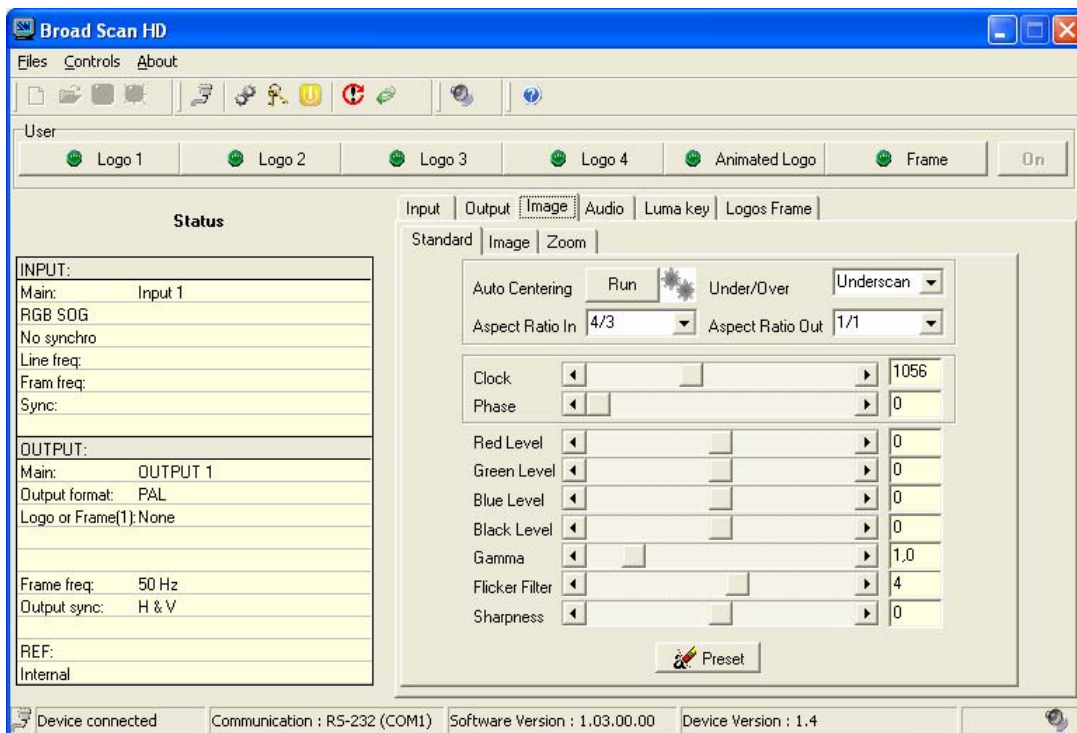 Broad Scan HD
Files Controls About
User
Logo 1 Logo 2 Logo 3 Logo 4 Animated Logo Frame On
Status
INPUT:
Main: Input 1
RGB SOG
No synchro
Line freq:
Fram freq:
Sync:
OUTPUT:
Main: OUTPUT 1
Output format: PAL
Logo or Frame(1): None
Frame freq: 50 Hz
Output sync: H & V
REF:
Internal
Input Output Image Audio Luma key Logos Frame
Standard Image Zoom
Auto Centering Run Under/Over Underscan
Aspect Ratio In 4/3 Aspect Ratio Out 1/1
Clock 1056
Phase 0
Red Level 0
Green Level 0
Blue Level 0
Black Level 0
Gamma 1,0
Flicker Filter 4
Sharpness 0
Preset
Device connected Communication : RS-232 (COM1) Software Version : 1.03.00.00 Device Version : 1.4